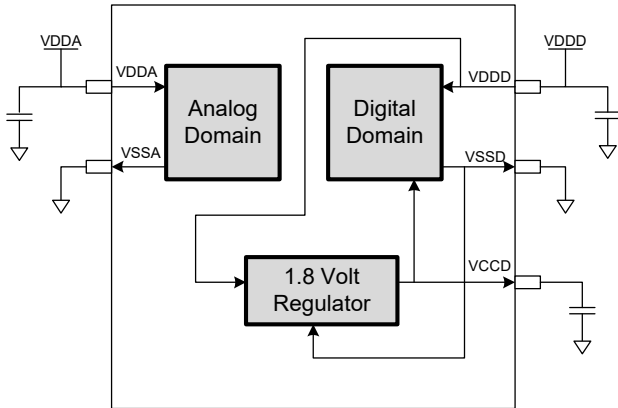 VDDA
VDDD
VDDA
Analog
Domain
Digital
Domain
VDDD
VSSA
VSSD
1.8 Volt
Regulator
VCCD